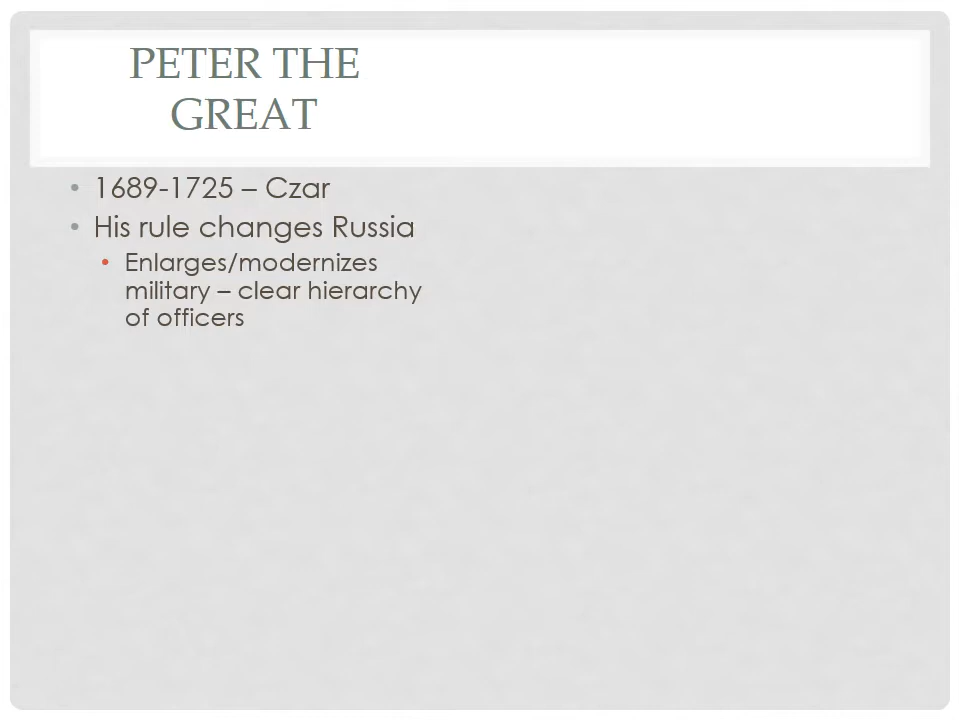 PETER THE
GREAT
• 1689-1725 – Czar
• His rule changes Russia
• Enlarges/modernizes
military – clear hierarchy
of officers